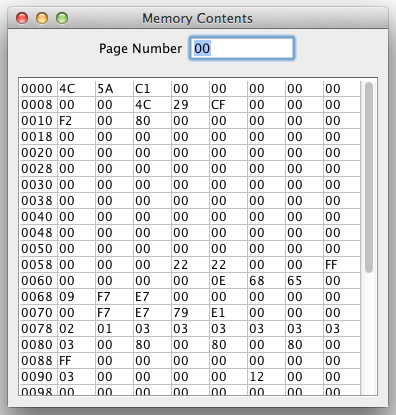 Memory Contents
Page Number 00
0000 4C 5A C1 00 00 00 00 00
0008 00 00 4C 29 CF 00 00 00
0010 F2 00 80 00 00 00 00 00
0018 00 00 00 00 00 00 00 00
0020 00 00 00 00 00 00 00 00
0028 00 00 00 00 00 00 00 00
0030 00 00 00 00 00 00 00 00
0038 00 00 00 00 00 00 00 00
0040 00 00 00 00 00 00 00 00
0048 00 00 00 00 00 00 00 00
0050 00 00 00 00 00 00 00 00
0058 00 00 00 22 22 00 00 FF
0060 00 00 00 00 0E 68 65 00
0068 09 F7 E7 00 00 00 00 00
0070 00 F7 E7 79 E1 00 00 00
0078 02 01 03 03 03 03 03 03
0080 03 00 80 00 80 00 80 00
0088 FF 00 00 00 00 00 00 00
0090 03 00 00 00 00 12 00 00
0098 00 00 00 00 00 00 00 00